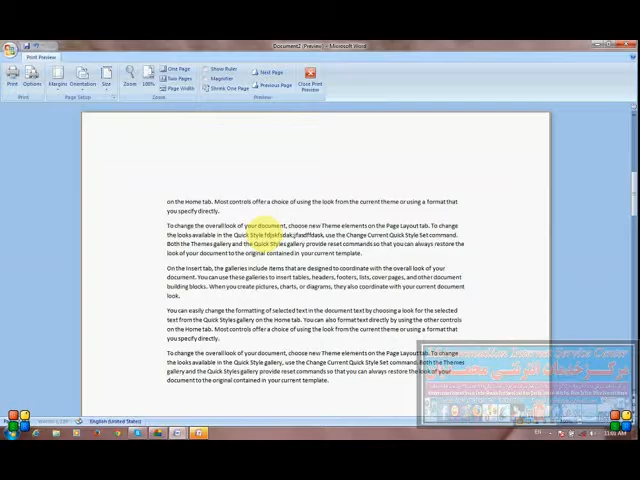 Document2 (Preview) - Microsoft Word
Print Preview
Print
Options
Margins
Orientation
Size
Zoom
100%
One Page
Two Pages
Page Width
Show Ruler
Magnifier
Shrink One Page
Next Page
Previous Page
Close Print
Preview
Print
Page Setup
Zoom
Preview
on the Home tab. Most controls offer a choice of using the look from the current theme or using a format that
you specify directly.
To change the overall look of your document, choose new Theme elements on the Page Layout tab. To change
the looks available in the Quick Style use the Change Current Quick Style Set command.
Both the Themes gallery and the Quick Styles gallery provide reset commands so that you can always restore the
look of your document to the original contained in your current template.
On the Insert tab, the galleries include items that are designed to coordinate with the overall look of your
document. You can use these galleries to insert tables, headers, footers, lists, cover pages, and other document
building blocks. When you create pictures, charts, or diagrams, they also coordinate with your current document
look.
You can easily change the formatting of selected text in the document text by choosing a look for the selected
text from the Quick Styles gallery on the Home tab. You can also format text directly by using the other controls
on the Home tab. Most controls offer a choice of using the look from the current theme or using a format that
you specify directly.
To change the overall look of your document, choose new Theme elements on the Page Layout tab. To change
the looks available in the Quick Style gallery, use the Change Current Quick Style Set command. Both the Themes
gallery and the Quick Styles gallery provide reset commands so that you can always restore the look of your
document to the original contained in your current template.
Service Center
English (United States)
EN
11:01 AM